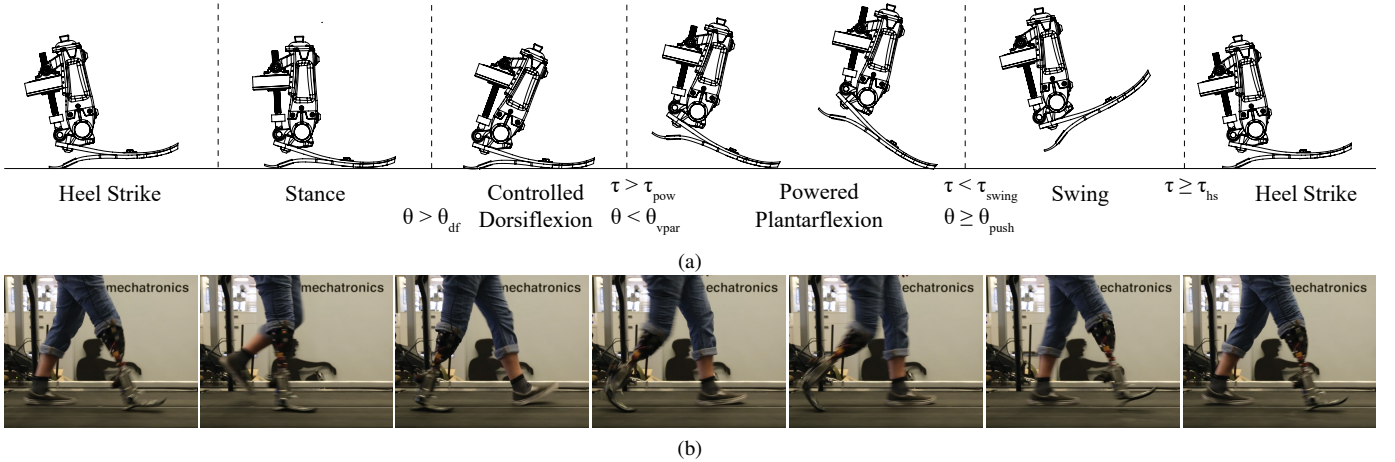 Heel Strike
Stance
Controlled
Dorsiflexion
Powered
Plantarflexion
Swing
Heel Strike
θ > θdf
τ > τpow
θ < θvpar
τ < τswing
θ ≥ θpush
τ ≥ τhs
(a)
mechatronics
mechatronics
mechatronics
mechatronics
mechatronics
echatronics
mechatronics
(b)